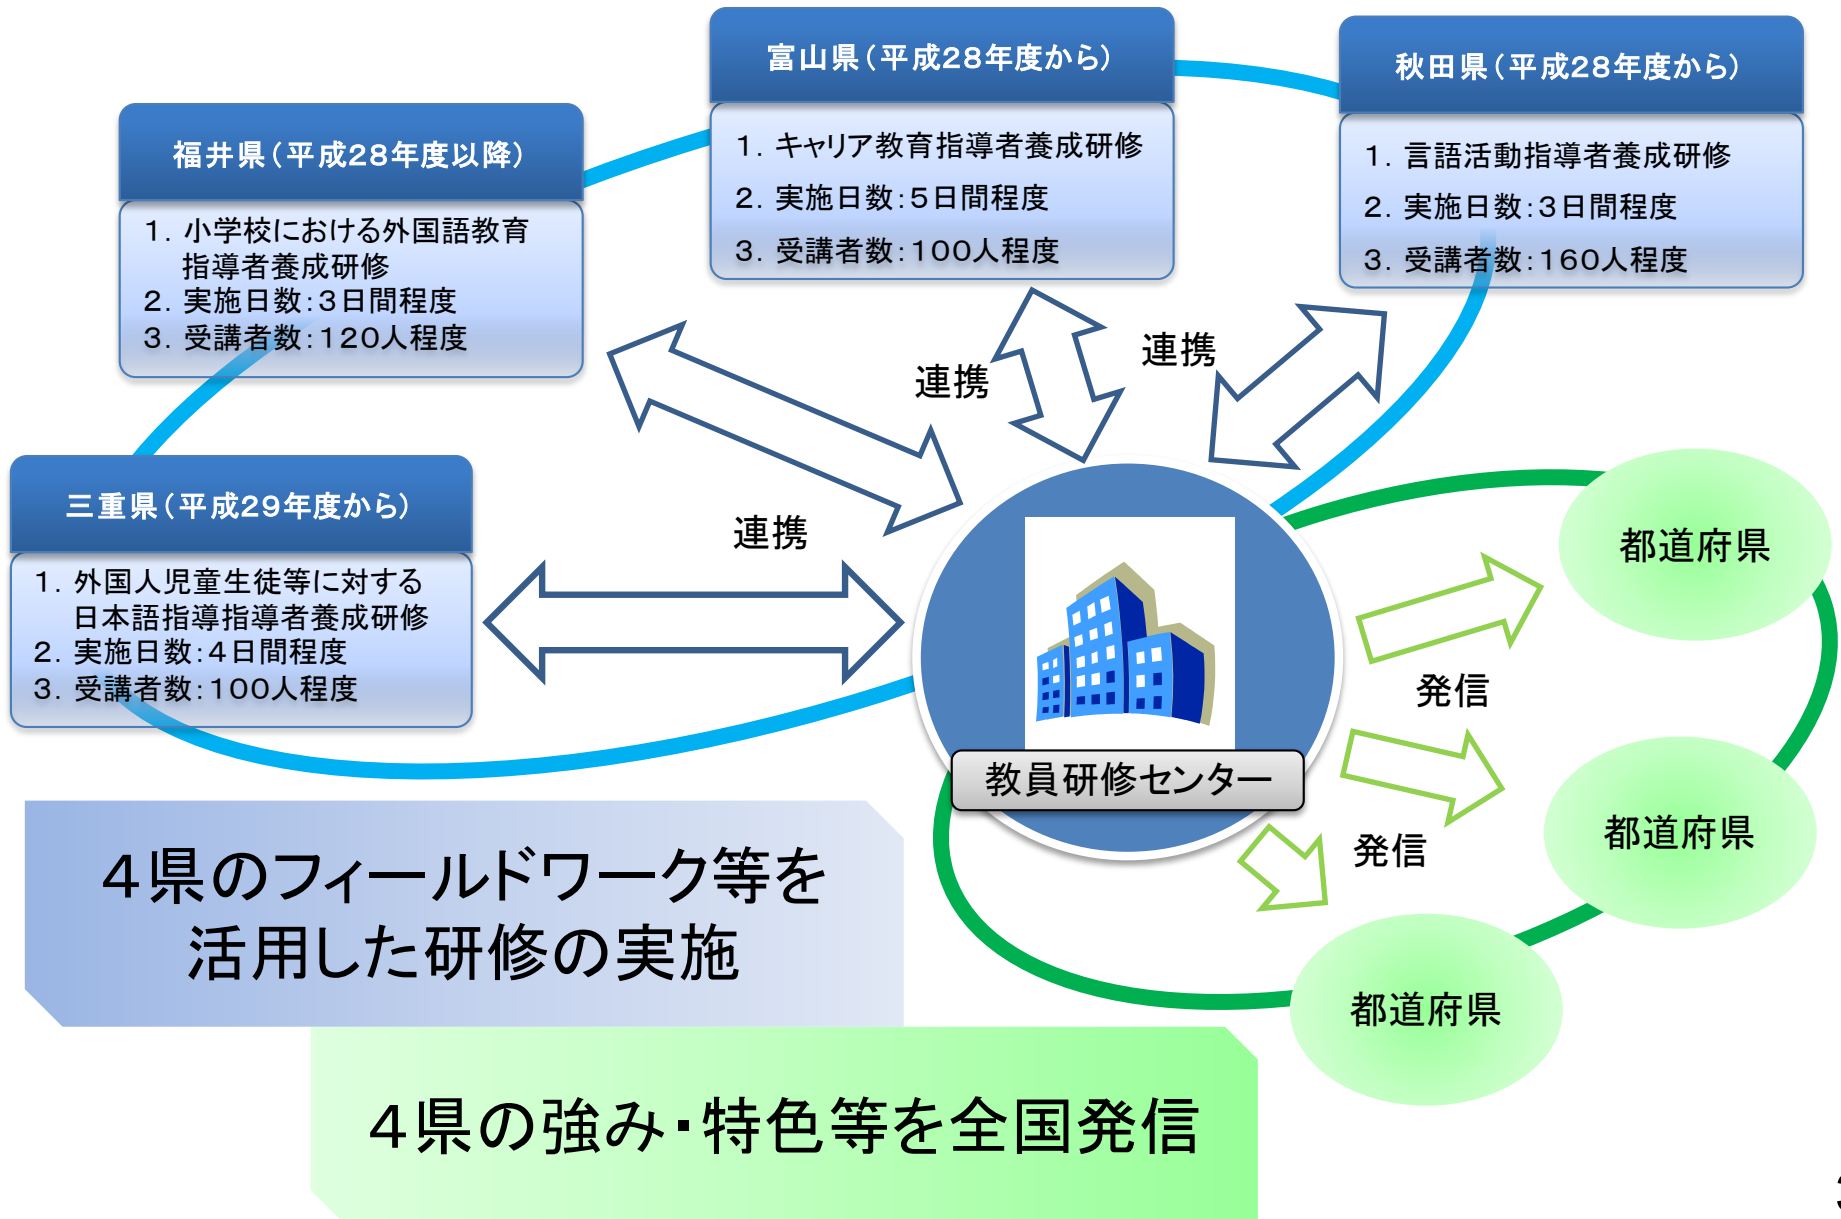 富山県（平成28年度から）
1．キャリア教育指導者養成研修
2．実施日数：5日間程度
3．受講者数：100人程度
秋田県（平成28年度から）
1．言語活動指導者養成研修
2．実施日数：3日間程度
3．受講者数：160人程度
福井県（平成28年度以降）
1．小学校における外国語教育
指導者養成研修
2．実施日数：3日間程度
3．受講者数：120人程度
三重県（平成29年度から）
1．外国人児童生徒等に対する
日本語指導指導者養成研修
2．実施日数：4日間程度
3．受講者数：100人程度
連携
連携
連携
連携
教員研修センター
都道府県
発信
都道府県
発信
都道府県
4県のフィールドワーク等を
活用した研修の実施
4県の強み・特色等を全国発信